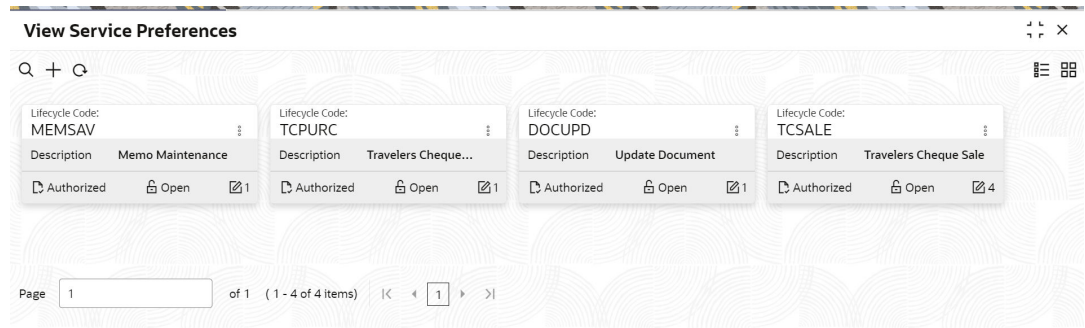 View Service Preferences
Lifecycle Code:
MEMSAV
Description Memo Maintenance
Authorized Open 1
Lifecycle Code:
TCPURC
Description Travelers Cheque...
Authorized Open 1
Lifecycle Code:
DOCUPD
Description Update Document
Authorized Open 1
Lifecycle Code:
TCSALE
Description Travelers Cheque Sale
Authorized Open 4
Page 1 of 1 (1 - 4 of 4 items) 1